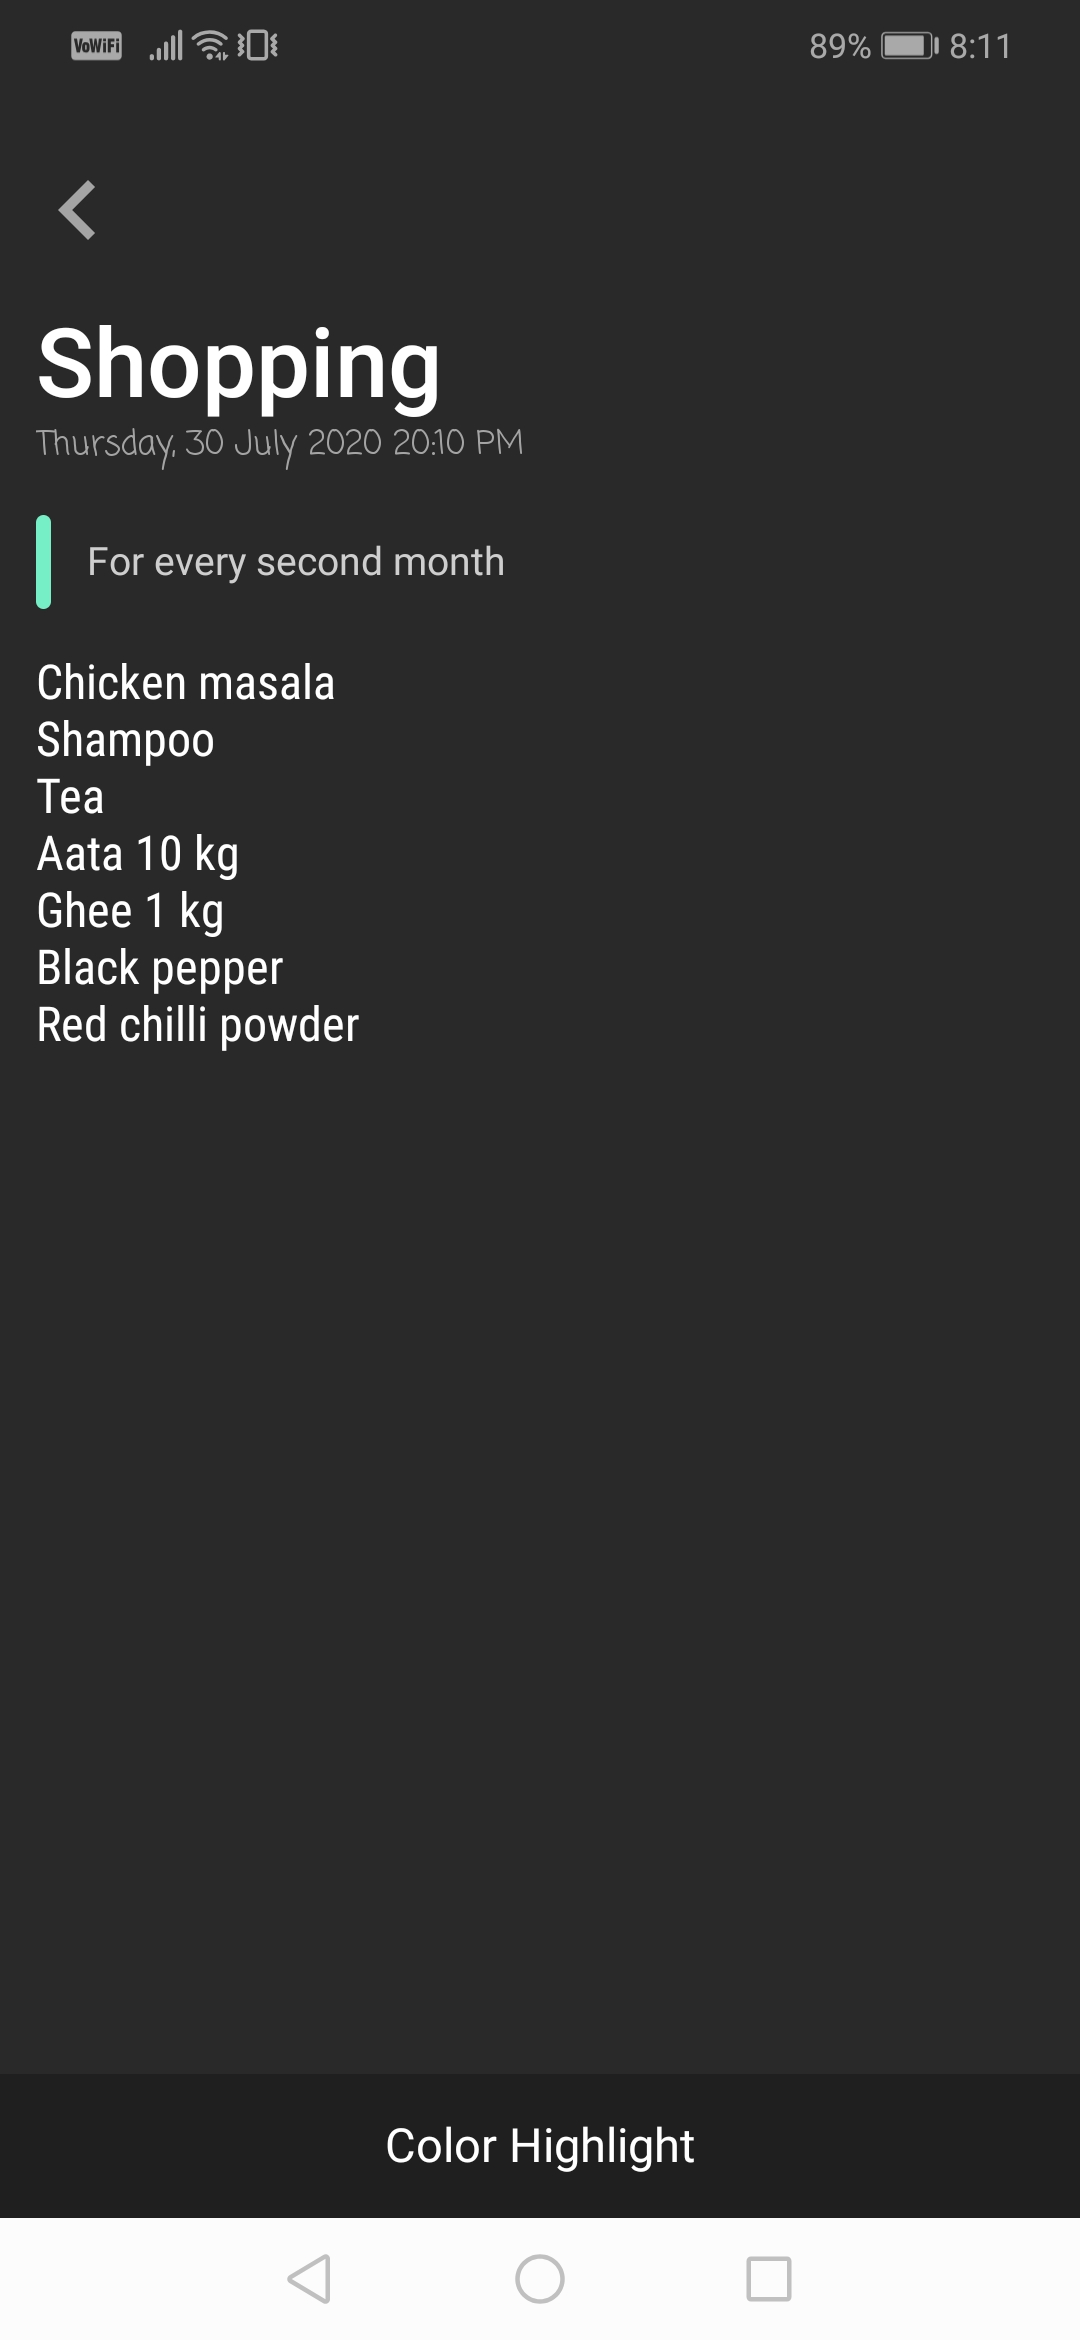 VoWiFi 89% 8:11
Shopping
Thursday, 30 July 2020 20:10 PM
For every second month
Chicken masala
Shampoo
Tea
Aata 10 kg
Ghee 1 kg
Black pepper
Red chilli powder
Color Highlight